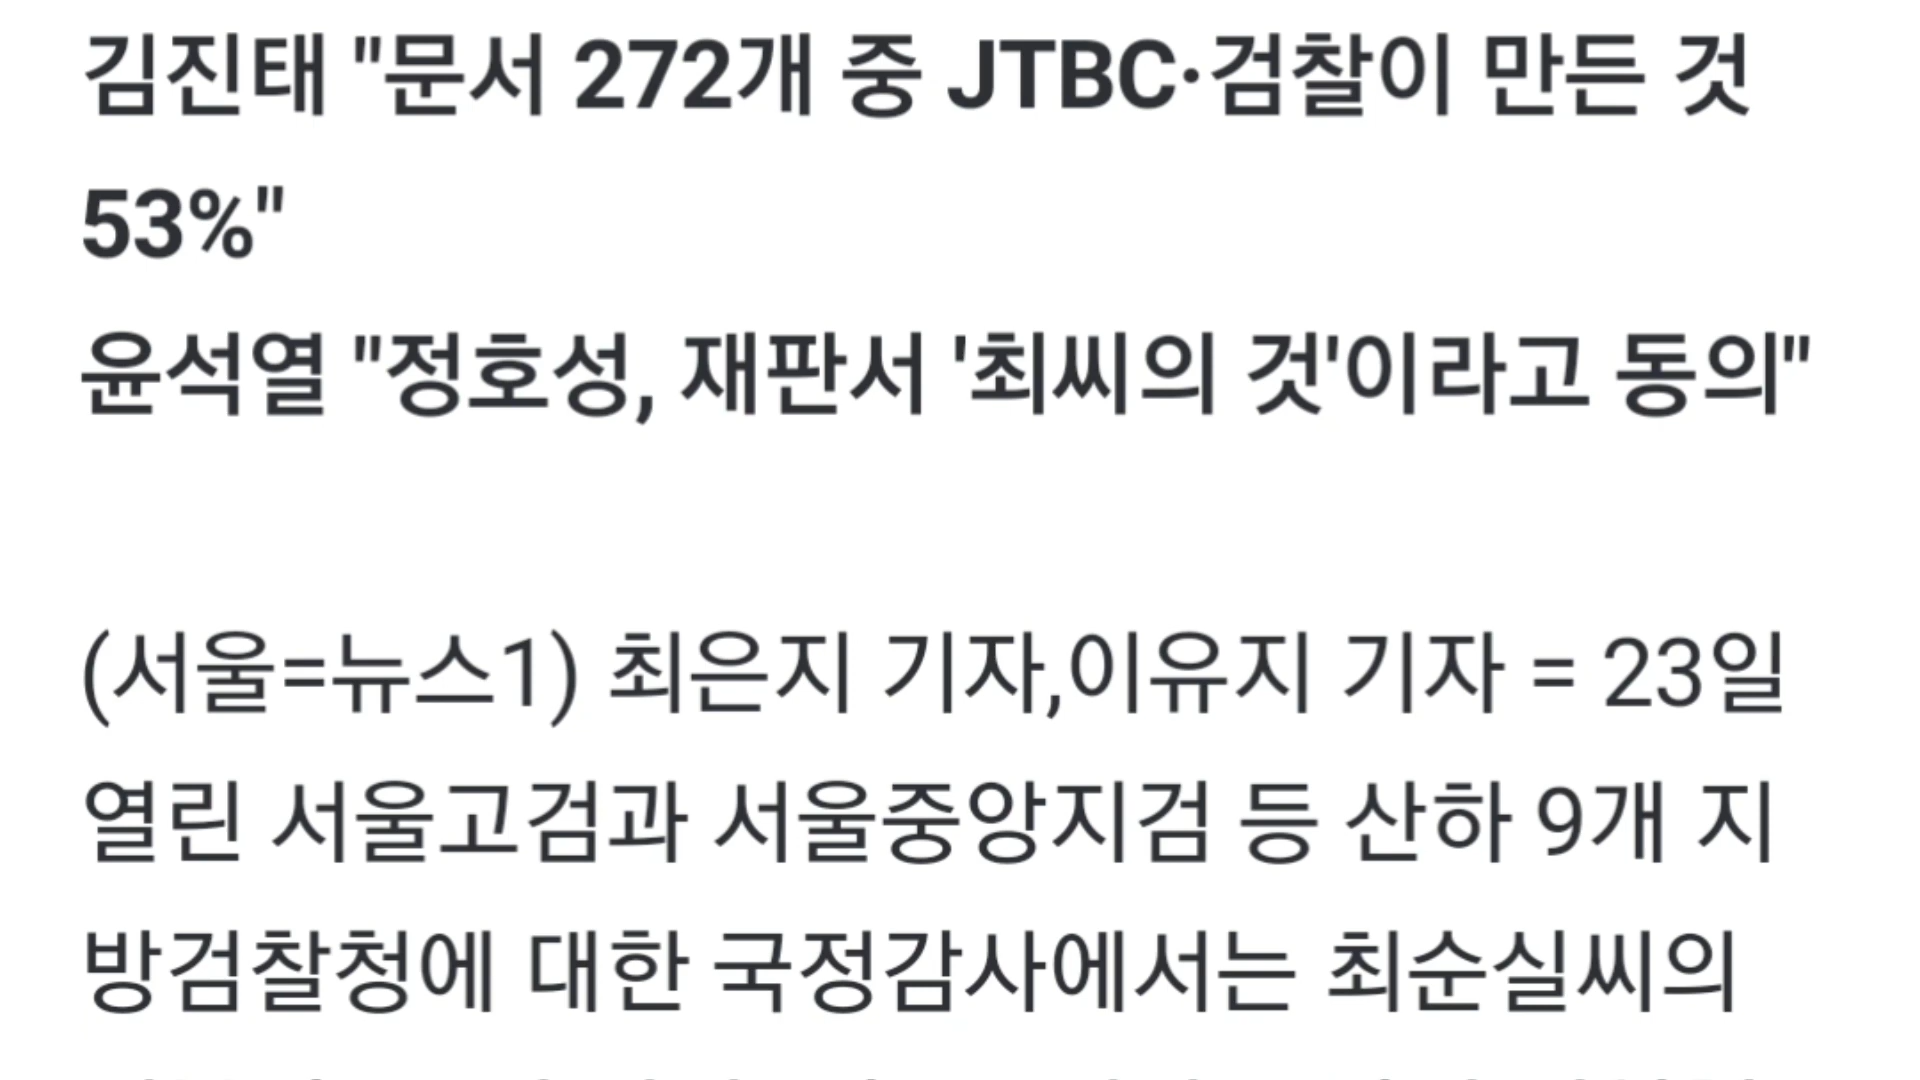 김진태 "문서 272개 중 JTBC·검찰이 만든 것
53%"
윤석열 "정호성, 재판서 '최씨의 것'이라고 동의"
(서울=뉴스1) 최은지 기자,이유지 기자 = 23일
열린 서울고검과 서울중앙지검 등 산하 9개 지
방검찰청에 대한 국정감사에서는 최순실씨의